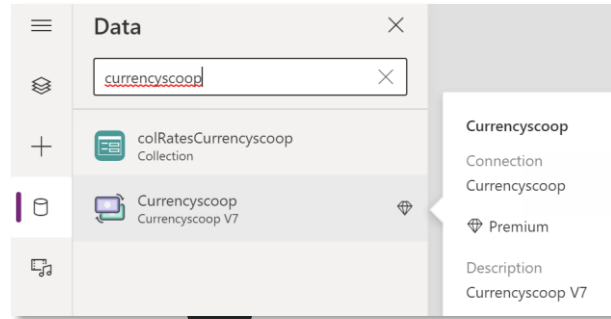 Data
currencyscoop
colRatesCurrencyscoop
Collection
Currencyscoop
Currencyscoop V7
Currencyscoop
Connection
Currencyscoop
Premium
Description
Currencyscoop V7